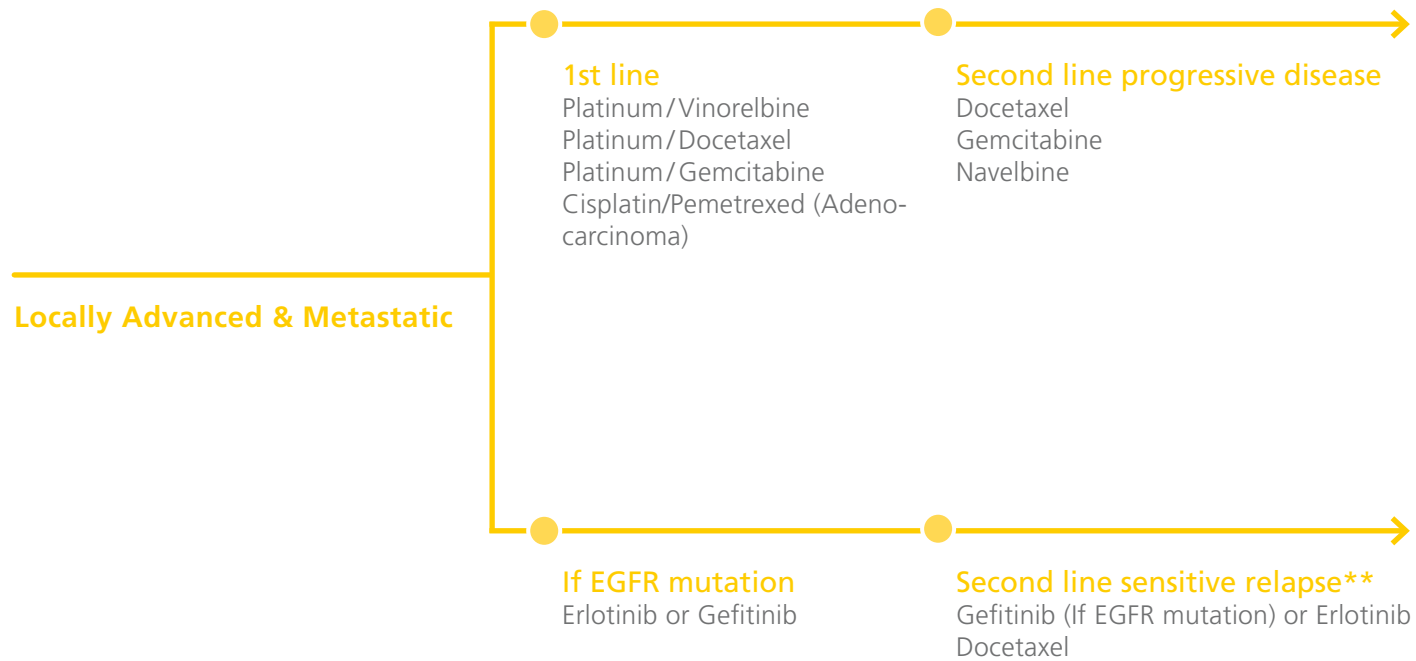 1st line
Platinum/Vinorelbine
Platinum/Docetaxel
Platinum/Gemcitabine
Cisplatin/Pemetrexed (Adeno-
carcinoma)
Second line progressive disease
Docetaxel
Gemcitabine
Navelbine
Locally Advanced & Metastatic
If EGFR mutation
Erlotinib or Gefitinib
Second line sensitive relapse**
Gefitinib (If EGFR mutation) or Erlotinib
Docetaxel